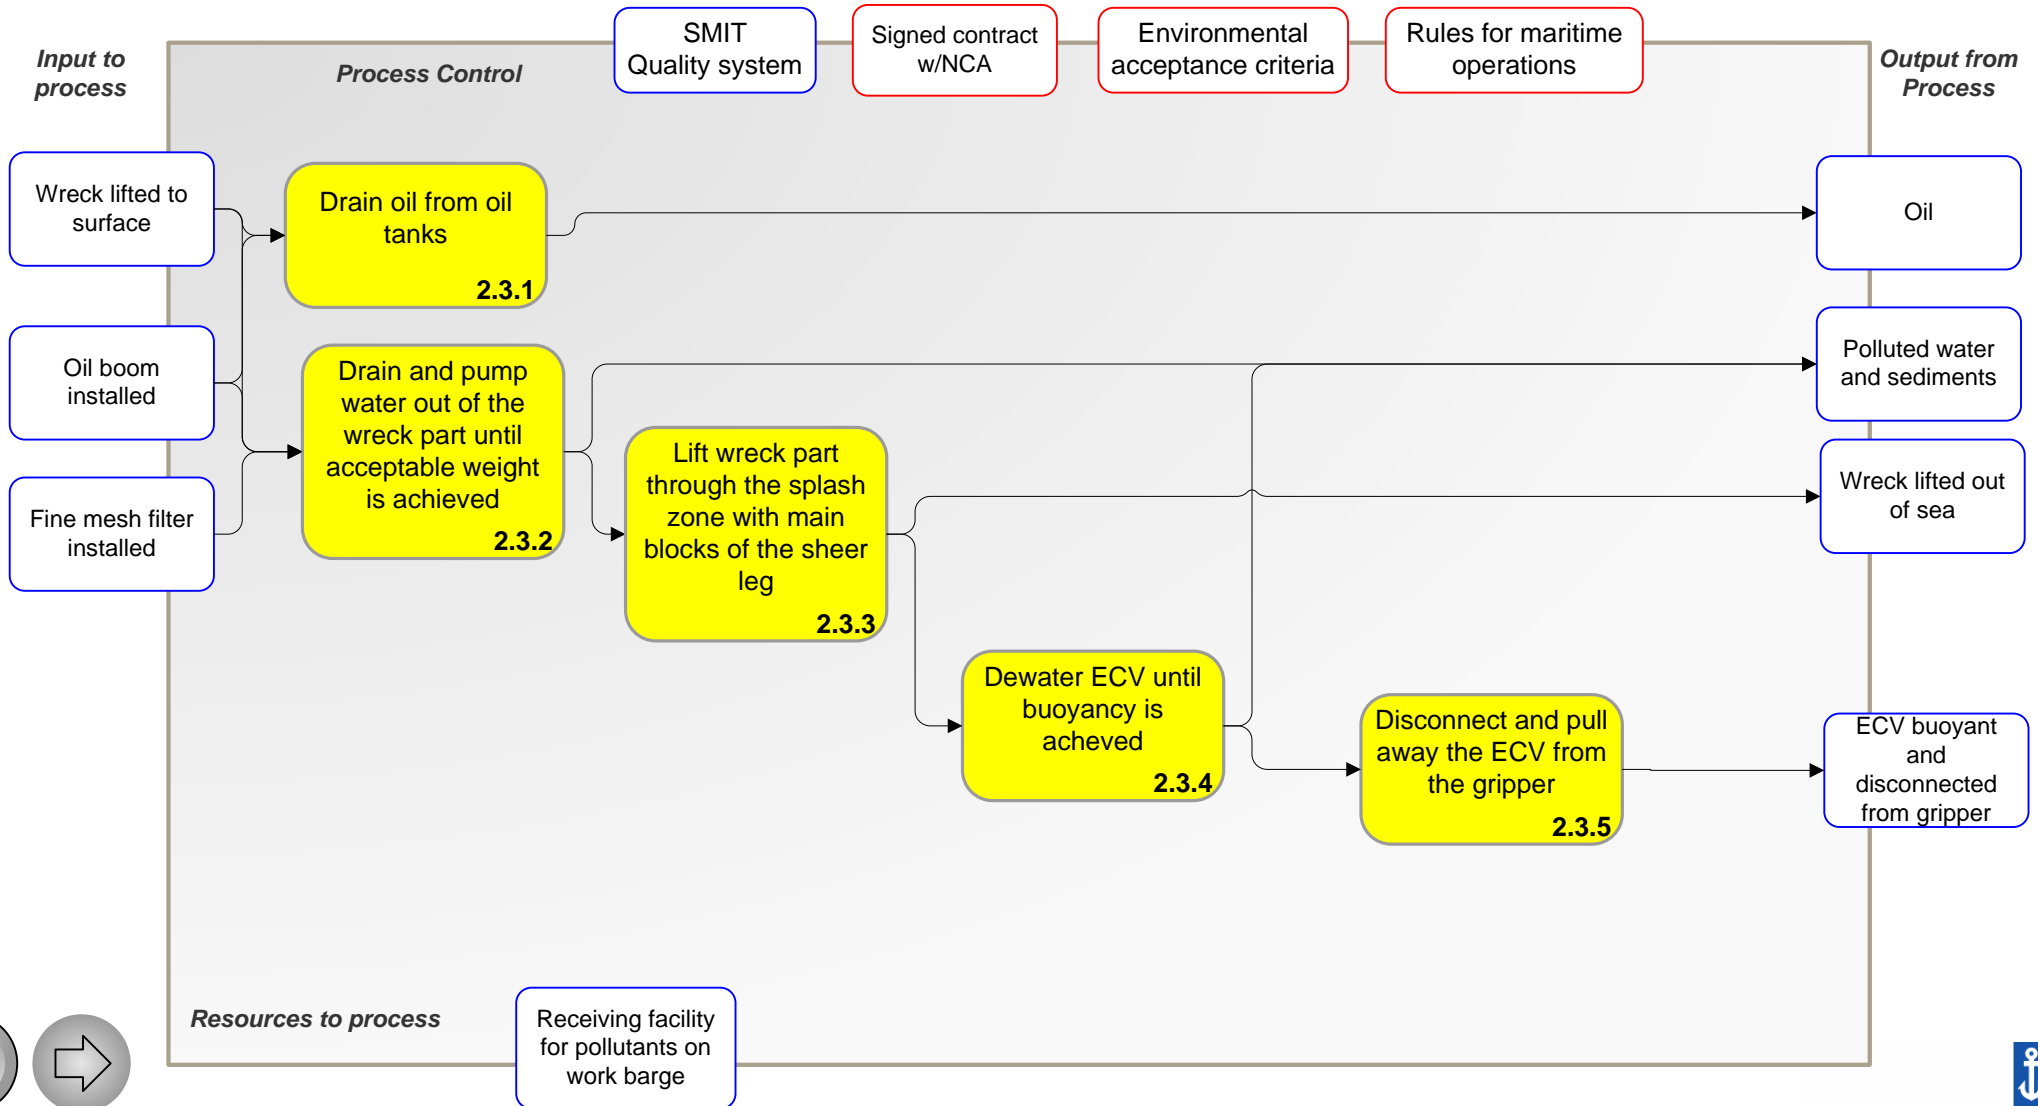 Input to
process
Process Control
SMIT
Quality system
Signed contract
w/NCA
Environmental
acceptance criteria
Rules for maritime
operations
Output from
Process
Wreck lifted to
surface
Drain oil from oil
tanks
2.3.1
Oil
Oil boom
installed
Drain and pump
water out of the
wreck part until
acceptable weight
is achieved
2.3.2
Polluted water
and sediments
Fine mesh filter
installed
Lift wreck part
through the splash
zone with main
blocks of the sheer
leg
2.3.3
Wreck lifted out
of sea
Dewater ECV until
buoyancy is
acheved
2.3.4
Disconnect and pull
away the ECV from
the gripper
2.3.5
ECV buoyant
and
disconnected
from gripper
Resources to process
Receiving facility
for pollutants on
work barge